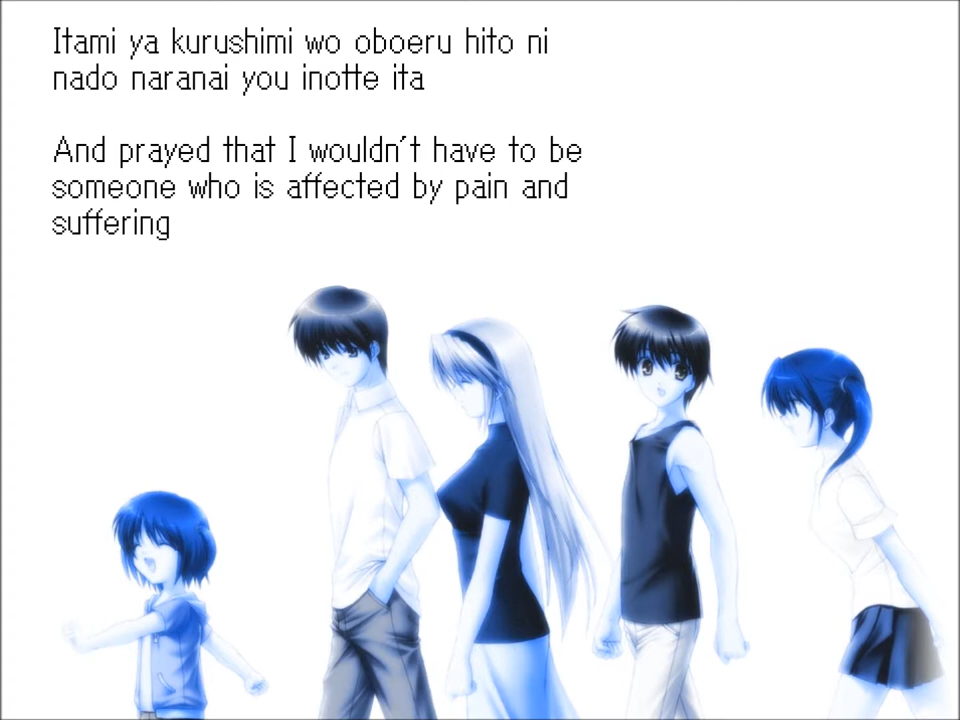 Itami ya kurushimi wo oboeru hito ni
nado naranai you inotte ita
And prayed that I wouldn't have to be
someone who is affected by pain and
suffering